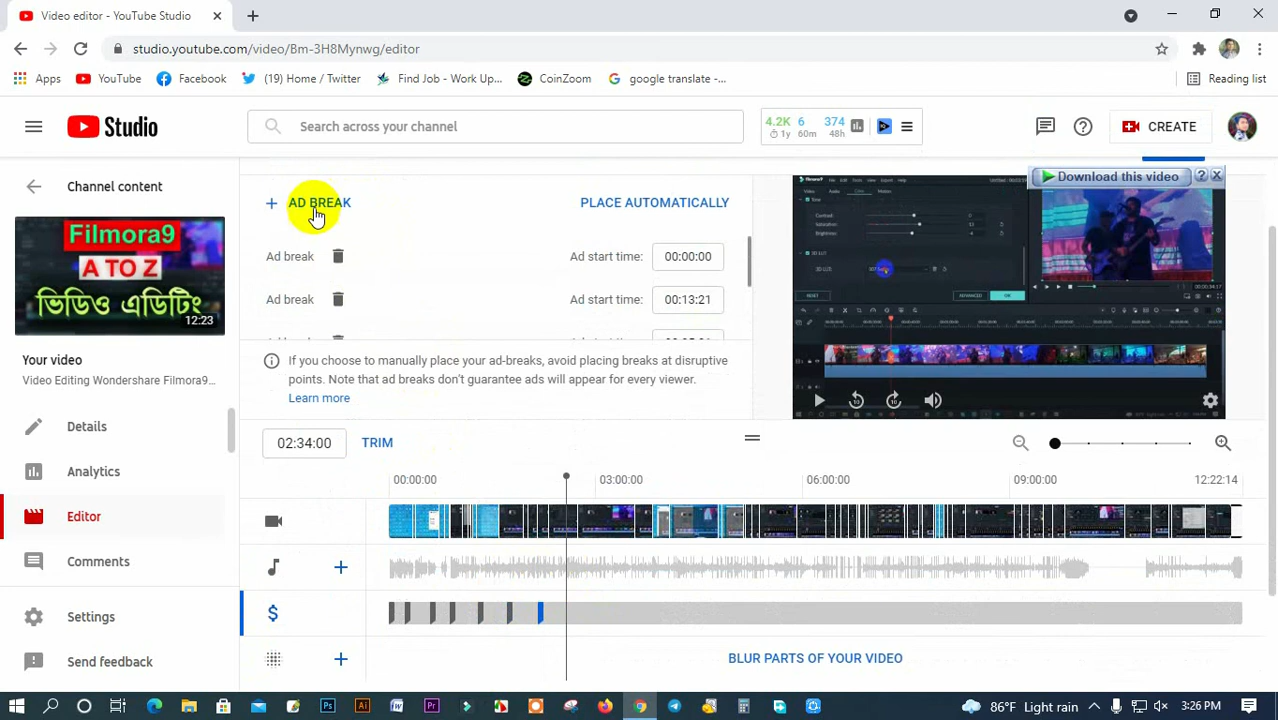 Video editor - YouTube Studio
studio.youtube.com/video/Bm-3H8Mynwg/editor
Apps YouTube Facebook (19) Home / Twitter Find Job - Work Up... CoinZoom google translate -... Reading list
Studio Search across your channel 4.2K 1y 6 60m 374 48h CREATE
Channel content
Filmora9
A TO Z
ভিডিও এডিটিং
12:23
Your video
Video Editing Wondershare Filmora9...
Details
Analytics
Editor
Comments
Settings
Send feedback
+ AD BREAK PLACE AUTOMATICALLY
Ad break Ad start time: 00:00:00
Ad break Ad start time: 00:13:21
If you choose to manually place your ad-breaks, avoid placing breaks at disruptive
points. Note that ad breaks don't guarantee ads will appear for every viewer.
Learn more
Download this video ? X
02:34:00 TRIM
00:00:00 03:00:00 06:00:00 09:00:00 12:22:14
$
BLUR PARTS OF YOUR VIDEO
86°F Light rain 3:26 PM